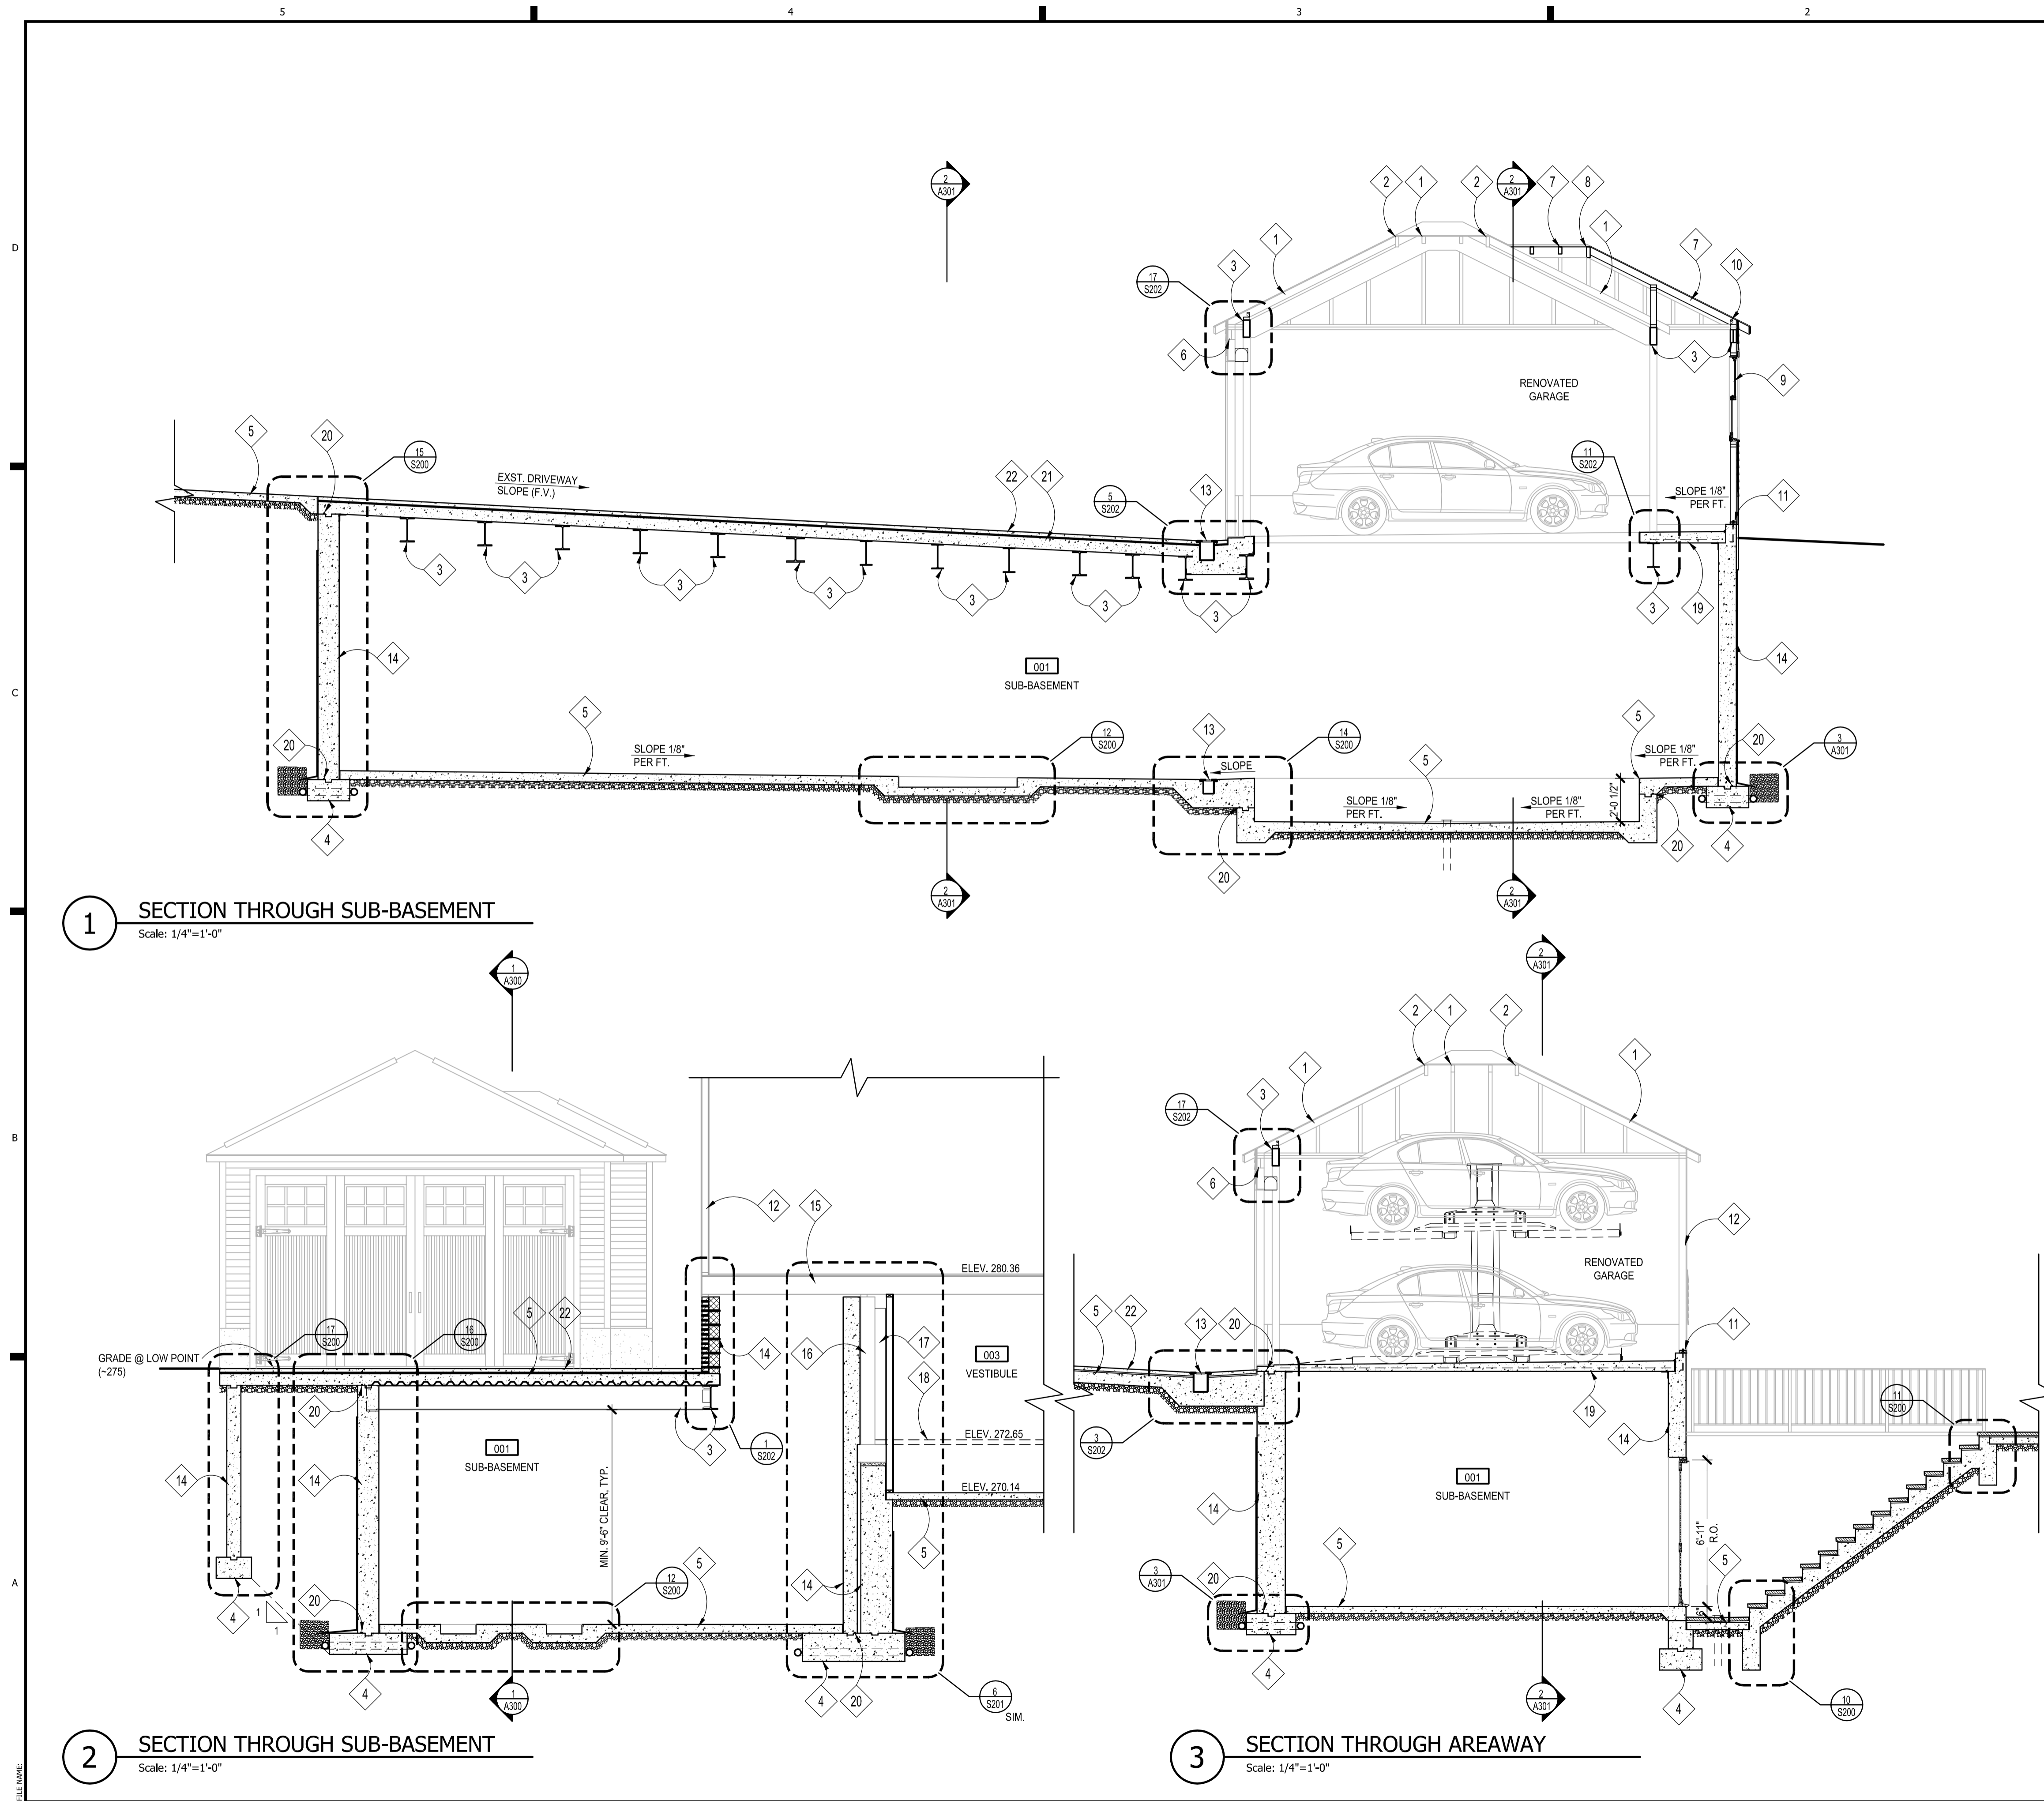 5
4
3
2
D
C
B
A
2
A301
2
1
2
2
A301
7
8
1
3
1
7
10
17
S202
6
3
9
RENOVATED
GARAGE
5
20
15
S200
EXST. DRIVEWAY
SLOPE (F.V.)
22
21
5
S202
13
11
S202
SLOPE 1/8"
PER FT.
11
3
3
3
3
3
3
3
3
19
14
14
001
SUB-BASEMENT
5
5
20
SLOPE 1/8"
PER FT.
12
S200
13
14
S200
SLOPE
5
SLOPE 1/8"
PER FT.
20
3
A301
SLOPE 1/8"
PER FT.
SLOPE 1/8"
PER FT.
2'-0 1/2"
4
20
20
4
2
A301
2
A301
1
SECTION THROUGH SUB-BASEMENT
Scale: 1/4"=1'-0"
1
A300
12
15
ELEV. 280.36
5
22
17
S200
16
S200
GRADE @ LOW POINT
(~275)
14
16
17
003
VESTIBULE
18
20
3
1
S202
ELEV. 272.65
001
SUB-BASEMENT
14
14
ELEV. 270.14
MIN. 9'-6" CLEAR, TYP.
5
5
12
S200
14
20
4
1
1
4
1
A300
4
20
6
S201
SIM.
2
SECTION THROUGH SUB-BASEMENT
Scale: 1/4"=1'-0"
2
A301
2
1
2
1
1
3
17
S202
6
12
RENOVATED
GARAGE
5
22
13
20
11
3
S202
19
14
11
S200
001
SUB-BASEMENT
14
6'-11"
R.O.
5
5
3
A301
20
6"
4
4
2
A301
10
S200
3
SECTION THROUGH AREAWAY
Scale: 1/4"=1'-0"
FILE NAME: